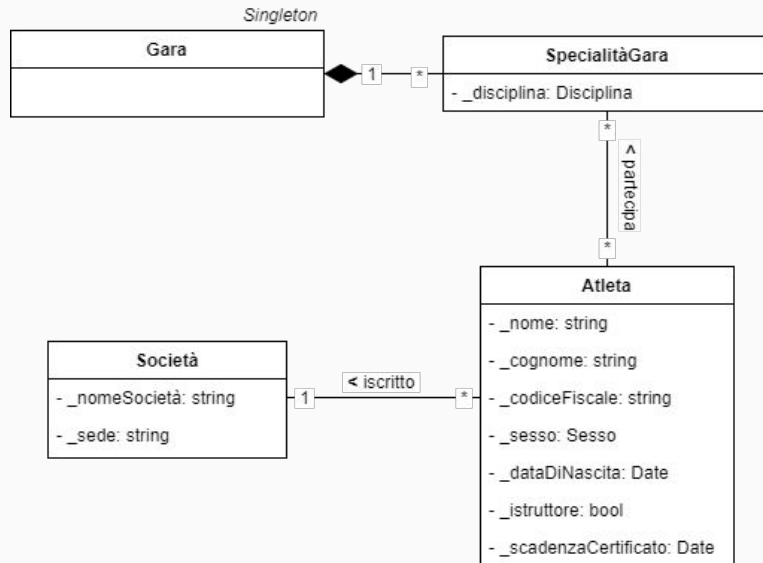 Singleton
Gara
1
*
SpecialitàGara
- _disciplina: Disciplina
*
< partecipa
*
Atleta
- _nome: string
- _cognome: string
- _codiceFiscale: string
- _sesso: Sesso
- _dataDiNascita: Date
- _istruttore: bool
- _scadenzaCertificato: Date
Società
- _nomeSocietà: string
- _sede: string
1
< iscritto
*